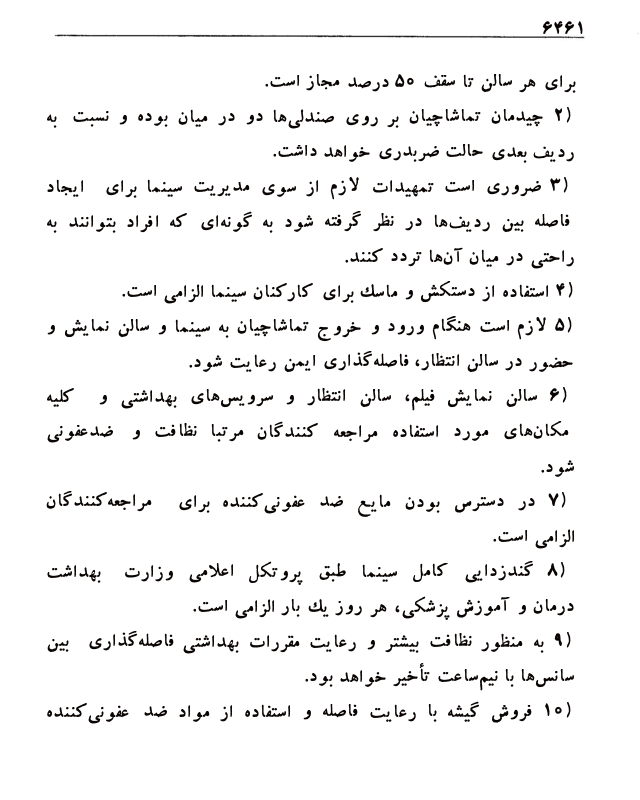 ۶۴۶۱
برای هر سالن تا سقف ۵۰ درصد مجاز است.
۲) چیدمان تماشاچیان بر روی صندلی‌ها دو در میان بوده و نسبت به
ردیف بعدی حالت ضربدری خواهد داشت.
۳) ضروری است تمهیدات لازم از سوی مدیریت سینما برای ایجاد
فاصله بین ردیف‌ها در نظر گرفته شود به گونه‌ای که افراد بتوانند به
راحتی در میان آن‌ها تردد کنند.
۴) استفاده از دستکش و ماسك برای کارکنان سینما الزامی است.
۵) لازم است هنگام ورود و خروج تماشاچیان به سینما و سالن نمایش و
حضور در سالن انتظار، فاصله‌گذاری ایمن رعایت شود.
۶) سالن نمایش فیلم، سالن انتظار و سرویس‌های بهداشتی و کلیه
مکان‌های مورد استفاده مراجعه کنندگان مرتبا نظافت و ضدعفونی
شود.
۷) در دسترس بودن مایع ضد عفونی‌کننده برای مراجعه‌کنندگان
الزامی است.
۸) گندزدایی کامل سینما طبق پروتکل اعلامی وزارت بهداشت
درمان و آموزش پزشکی، هر روز یك بار الزامی است.
۹) به منظور نظافت بیشتر و رعایت مقررات بهداشتی فاصله‌گذاری بین
سانس‌ها با نیم‌ساعت تأخیر خواهد بود.
۱۰) فروش گیشه با رعایت فاصله و استفاده از مواد ضد عفونی‌کننده